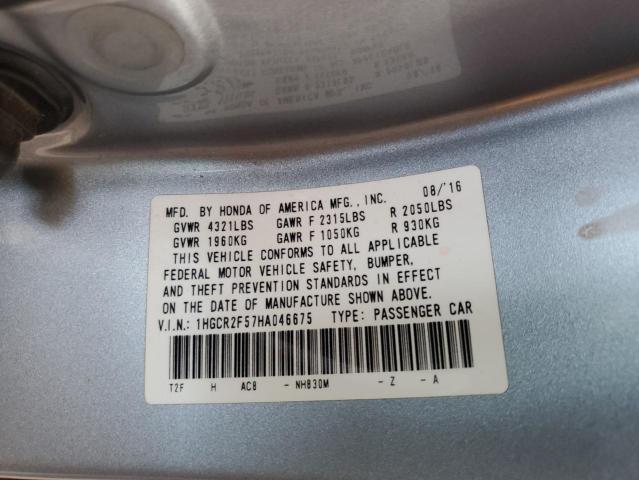 MFD. BY HONDA OF AMERICA MFG., INC. 08/'16
GVWR 4321LBS GAWR F 2315LBS R 2050LBS
GVWR 1960KG GAWR F 1050KG R 930KG
THIS VEHICLE CONFORMS TO ALL APPLICABLE
FEDERAL MOTOR VEHICLE SAFETY, BUMPER,
AND THEFT PREVENTION STANDARDS IN EFFECT
ON THE DATE OF MANUFACTURE SHOWN ABOVE.
V.I.N.: 1HGCR2F57HA046675 TYPE: PASSENGER CAR
T2F H AC8 - NH830M - Z - A